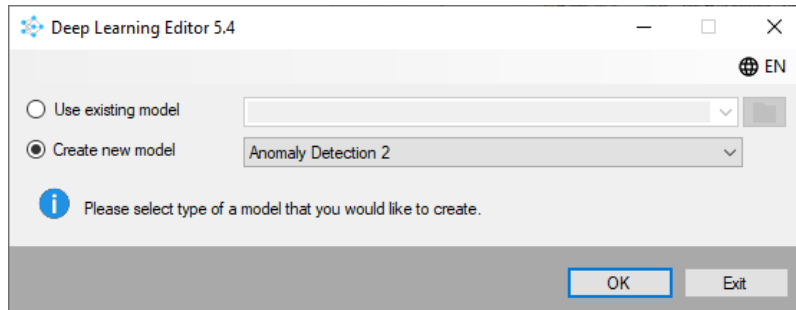 Deep Learning Editor 5.4
EN
Use existing model
Create new model Anomaly Detection 2
Please select type of a model that you would like to create.
OK Exit